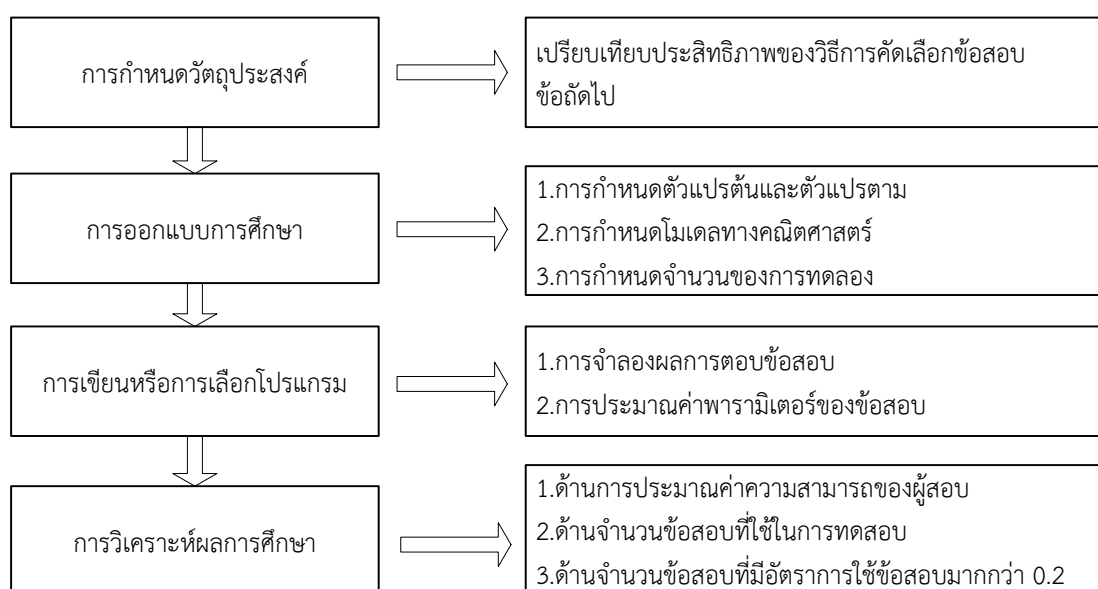 การกำหนดวัตถุประสงค์
เปรียบเทียบประสิทธิภาพของวิธีการคัดเลือกข้อสอบ
ข้อถัดไป
การออกแบบการศึกษา
1.การกำหนดตัวแปรต้นและตัวแปรตาม
2.การกำหนดโมเดลทางคณิตศาสตร์
3.การกำหนดจำนวนของการทดลอง
การเขียนหรือการเลือกโปรแกรม
1.การจำลองผลการตอบข้อสอบ
2.การประมาณค่าพารามิเตอร์ของข้อสอบ
การวิเคราะห์ผลการศึกษา
1.ด้านการประมาณค่าความสามารถของผู้สอบ
2.ด้านจำนวนข้อสอบที่ใช้ในการทดสอบ
3.ด้านจำนวนข้อสอบที่มีอัตราการใช้ข้อสอบมากกว่า 0.2